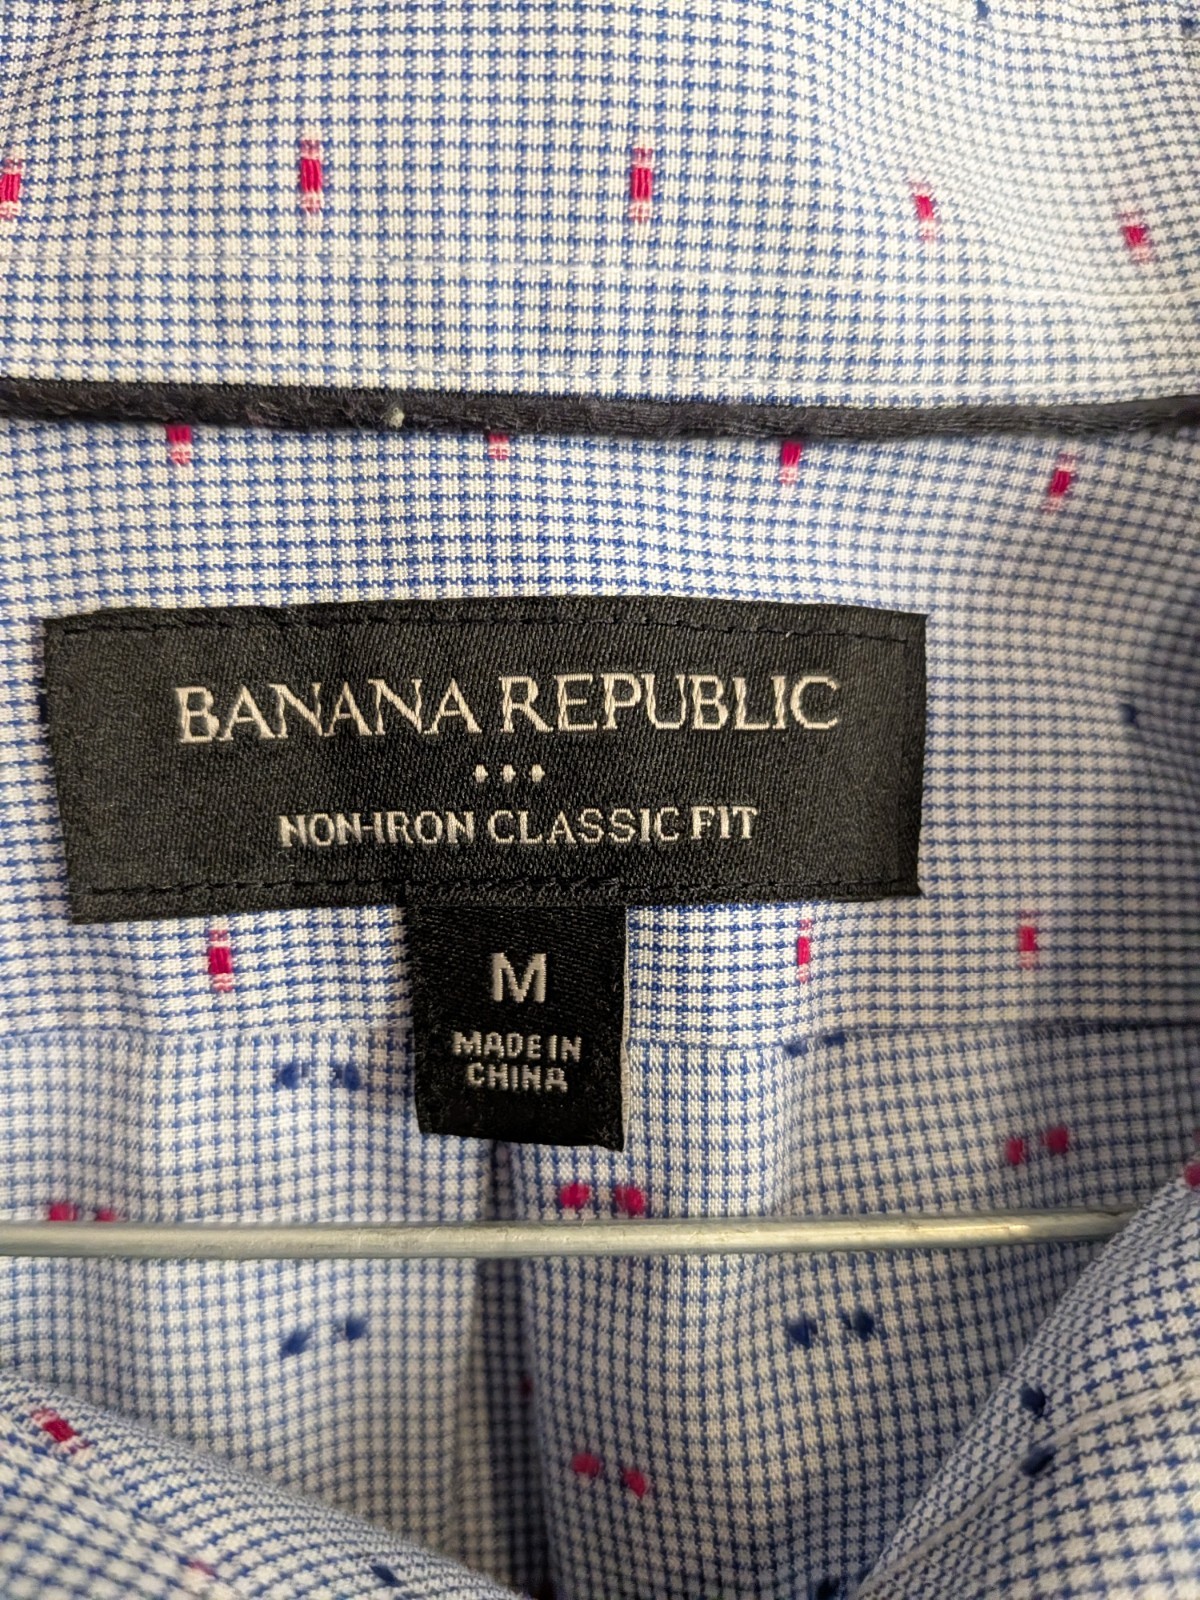 BANANA REPUBLIC
NON-IRON CLASSIC FIT
M
MADE IN
CHINA